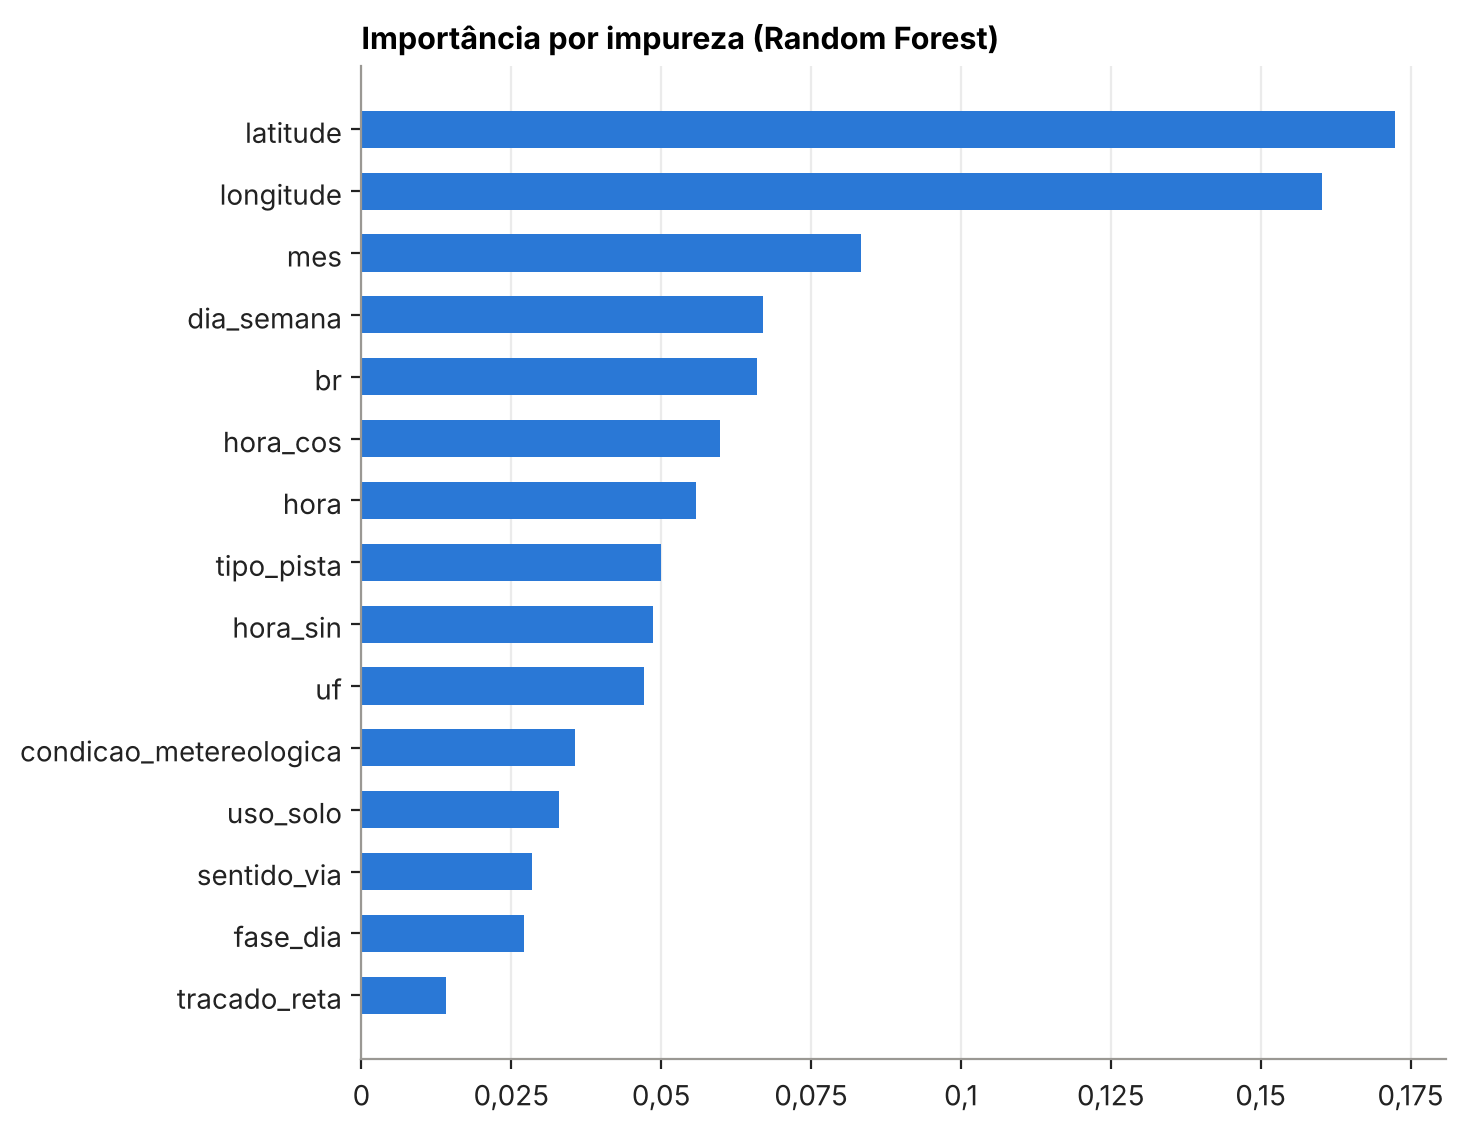 Importância por impureza (Random Forest)
latitude
longitude
mes
dia_semana
br
hora_cos
hora
tipo_pista
hora_sin
uf
condicao_metereologica
uso_solo
sentido_via
fase_dia
tracado_reta
0 0,025 0,05 0,075 0,1 0,125 0,15 0,175